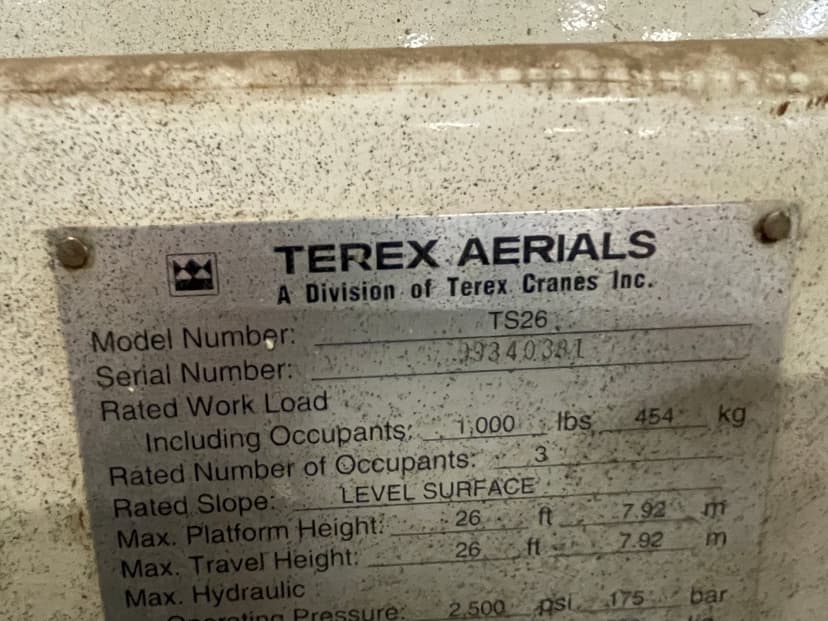 TEREX AERIALS
A Division of Terex Cranes Inc.
Model Number: TS26
Serial Number: 99340381
Rated Work Load
Including Occupants: 1,000 lbs 454 kg
Rated Number of Occupants: 3
Rated Slope: LEVEL SURFACE
Max. Platform Height: 26 ft 7.92 m
Max. Travel Height: 26 ft 7.92 m
Max. Hydraulic
Operating Pressure: 2,500 psi 175 bar